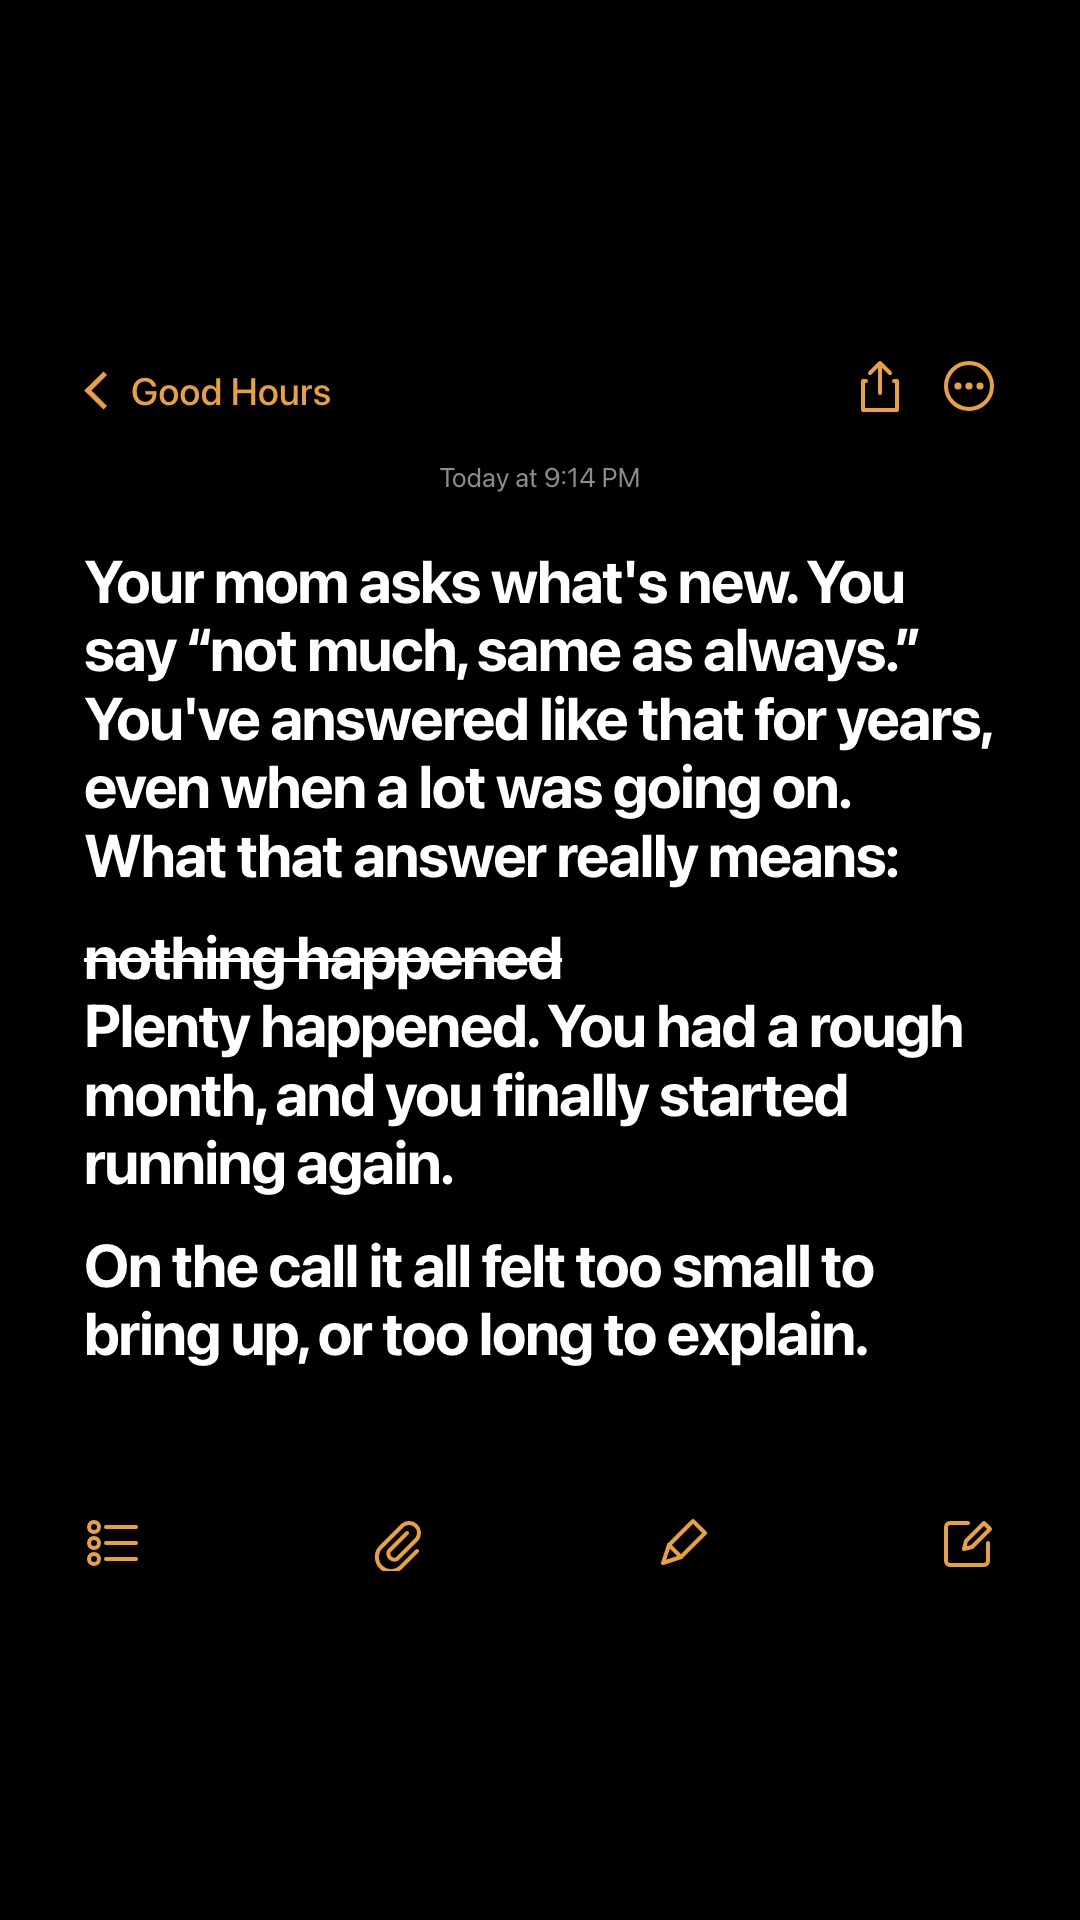 Good Hours
Today at 9:14 PM
Your mom asks what's new. You
say “not much, same as always.”
You've answered like that for years,
even when a lot was going on.
What that answer really means:
nothing happened
Plenty happened. You had a rough
month, and you finally started
running again.
On the call it all felt too small to
bring up, or too long to explain.